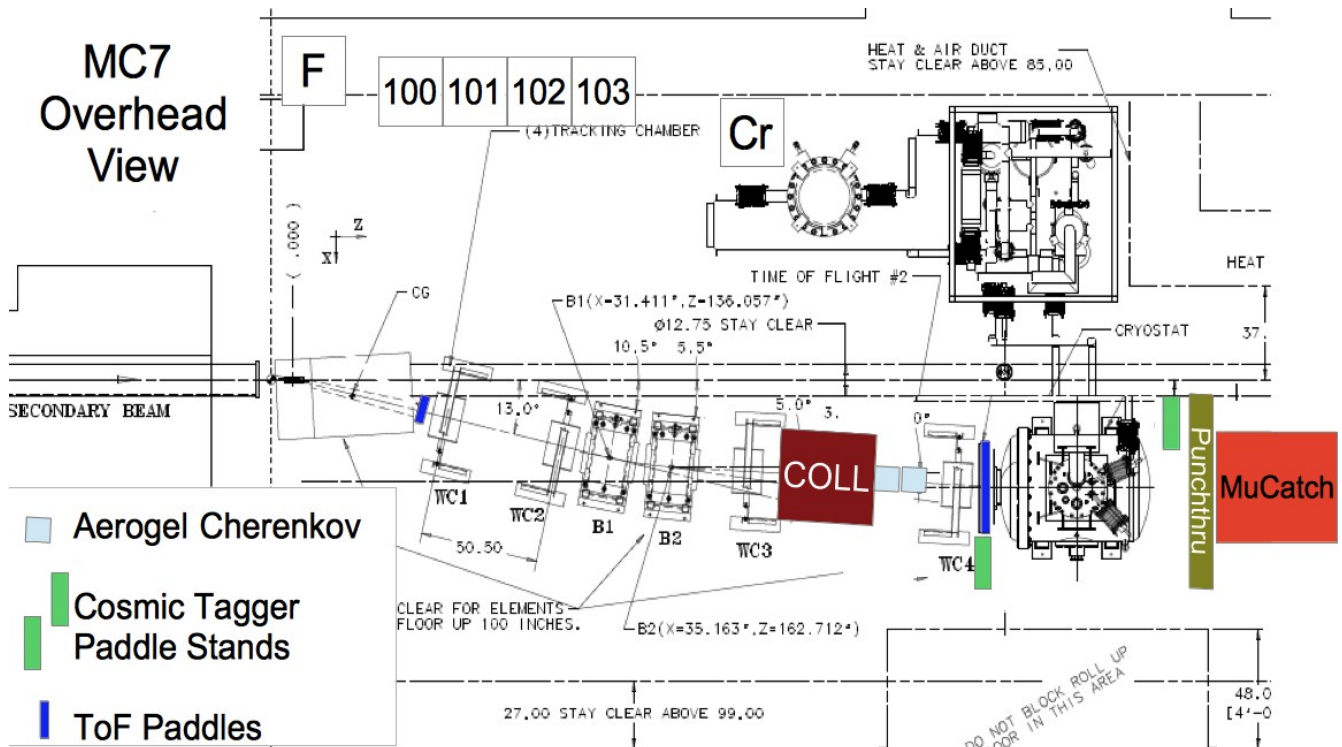 MC7
Overhead
View
F
100 101 102 103
(4)TRACKING CHAMBER
HEAT & AIR DUCT
STAY CLEAR ABOVE 85.00
Cr
( .000 )
Z
X
CG
TIME OF FLIGHT #2
HEAT
B1(X=31.411",Z=136.057")
ø12.75 STAY CLEAR
CRYOSTAT
37.
10.5° 5.5°
SECONDARY BEAM
13.0°
5.0° 3.
0°
COLL
Punchthru
MuCatch
WC1
WC2
B1
B2
WC3
WC4
50.50
Aerogel Cherenkov
Cosmic Tagger
Paddle Stands
ToF Paddles
CLEAR FOR ELEMENTS
FLOOR UP 100 INCHES.
B2(X=35.163",Z=162.712")
27.00 STAY CLEAR ABOVE 99.00
DO NOT BLOCK ROLL UP
OOR IN THIS AREA
48.0
[4'-0